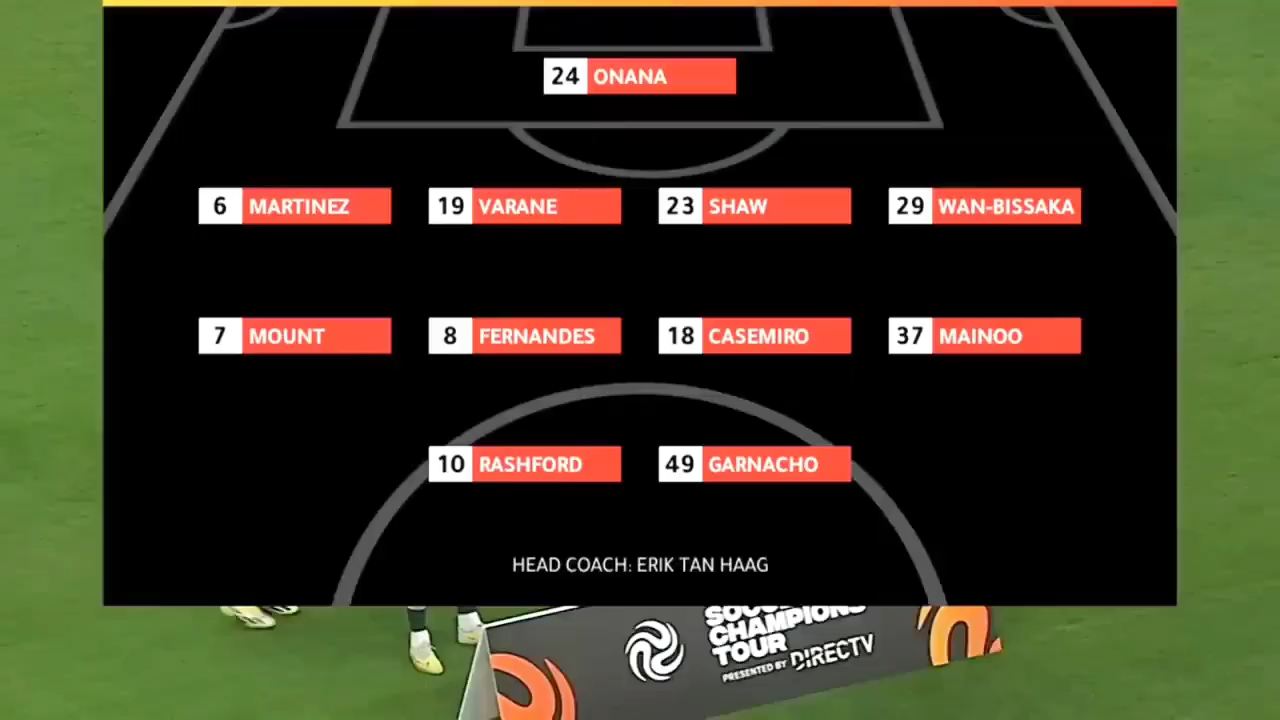 24 ONANA
6 MARTINEZ 19 VARANE 23 SHAW 29 WAN-BISSAKA
7 MOUNT 8 FERNANDES 18 CASEMIRO 37 MAINOO
10 RASHFORD 49 GARNACHO
HEAD COACH: ERIK TAN HAAG
CHAMPIONS
TOUR
PRESENTED BY DIRECTV